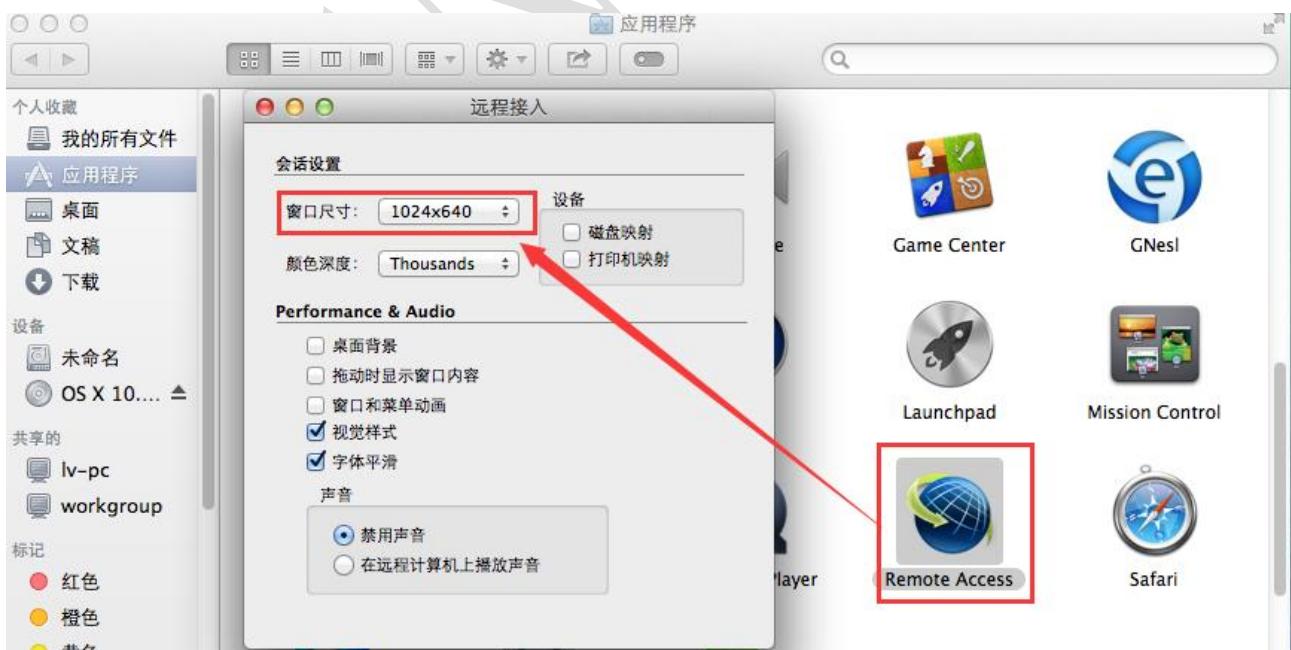 应用程序
个人收藏
我的所有文件
应用程序
桌面
文稿
下载
设备
未命名
OS X 10....
共享的
lv-pc
workgroup
标记
红色
橙色
远程接入
会话设置
窗口尺寸: 1024x640
设备
磁盘映射
打印机映射
颜色深度: Thousands
Performance & Audio
桌面背景
拖动时显示窗口内容
窗口和菜单动画
视觉样式
字体平滑
声音
禁用声音
在远程计算机上播放声音
e
Game Center
GNesl
Launchpad
Mission Control
'layer
Remote Access
Safari